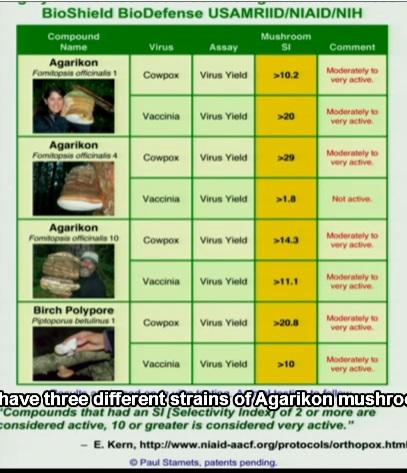 BioShield BioDefense USAMRIID/NIAID/NIH
Compound Name Virus Assay Mushroom SI Comment
Agarikon
Fomitopsis officinalis 1
Cowpox Virus Yield >10.2 Moderately to very active.
Vaccinia Virus Yield >20 Moderately to very active.
Agarikon
Fomitopsis officinalis 4
Cowpox Virus Yield >29 Moderately to very active.
Vaccinia Virus Yield >1.8 Not active.
Agarikon
Fomitopsis officinalis 10
Cowpox Virus Yield >14.3 Moderately to very active.
Vaccinia Virus Yield >11.1 Moderately to very active.
Birch Polypore
Piptoporus betulinus 1
Cowpox Virus Yield >20.8 Moderately to very active.
Vaccinia Virus Yield >10 Moderately to very active.
have three different strains of Agarikon mushroo
"Compounds that had an SI [Selectivity Index] of 2 or more are
considered active, 10 or greater is considered very active."
– E. Kern, http://www.niaid-aacf.org/protocols/orthopox.html
© Paul Stamets, patents pending.